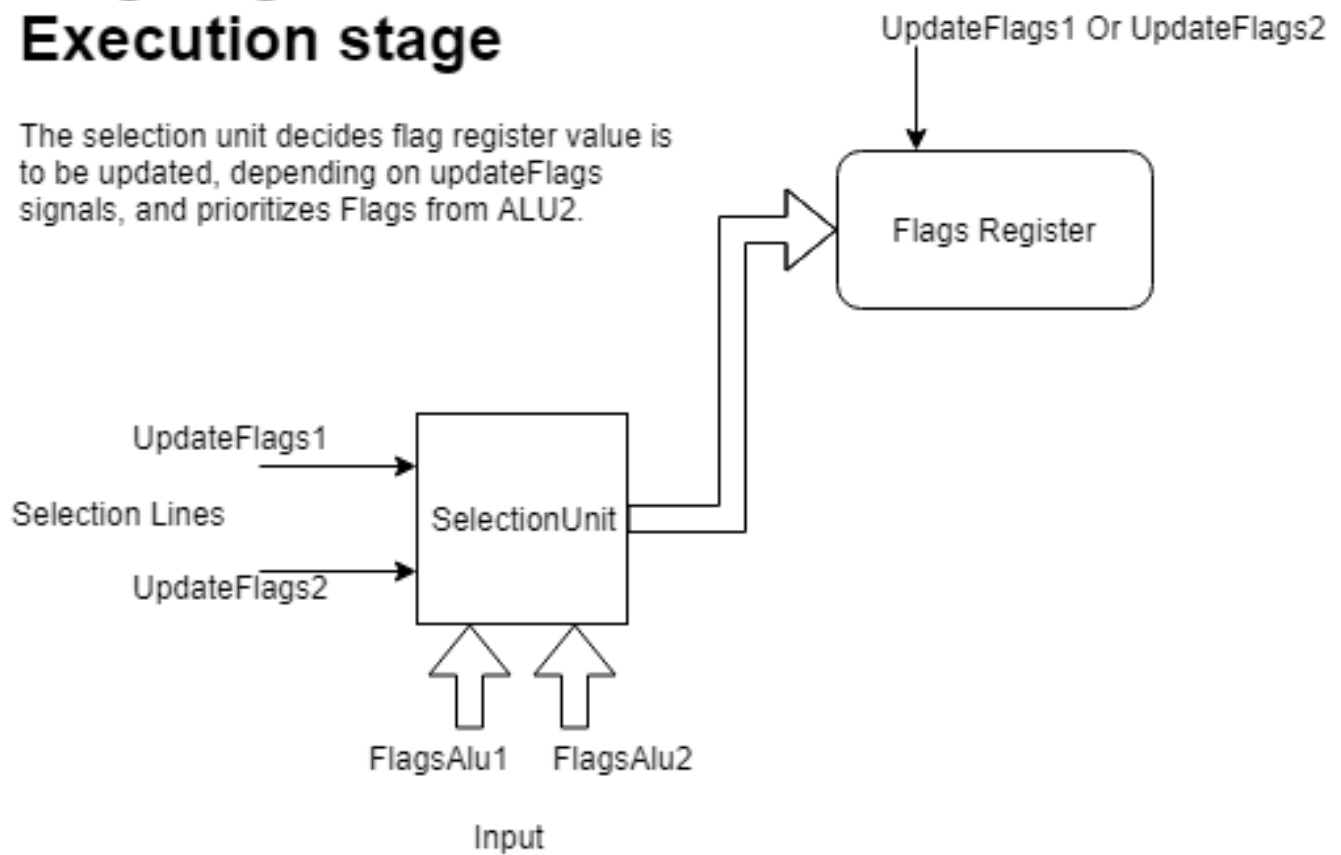 Execution stage
UpdateFlags1 Or UpdateFlags2
The selection unit decides flag register value is
to be updated, depending on updateFlags
signals, and prioritizes Flags from ALU2.
Flags Register
UpdateFlags1
Selection Lines
SelectionUnit
UpdateFlags2
FlagsAlu1 FlagsAlu2
Input